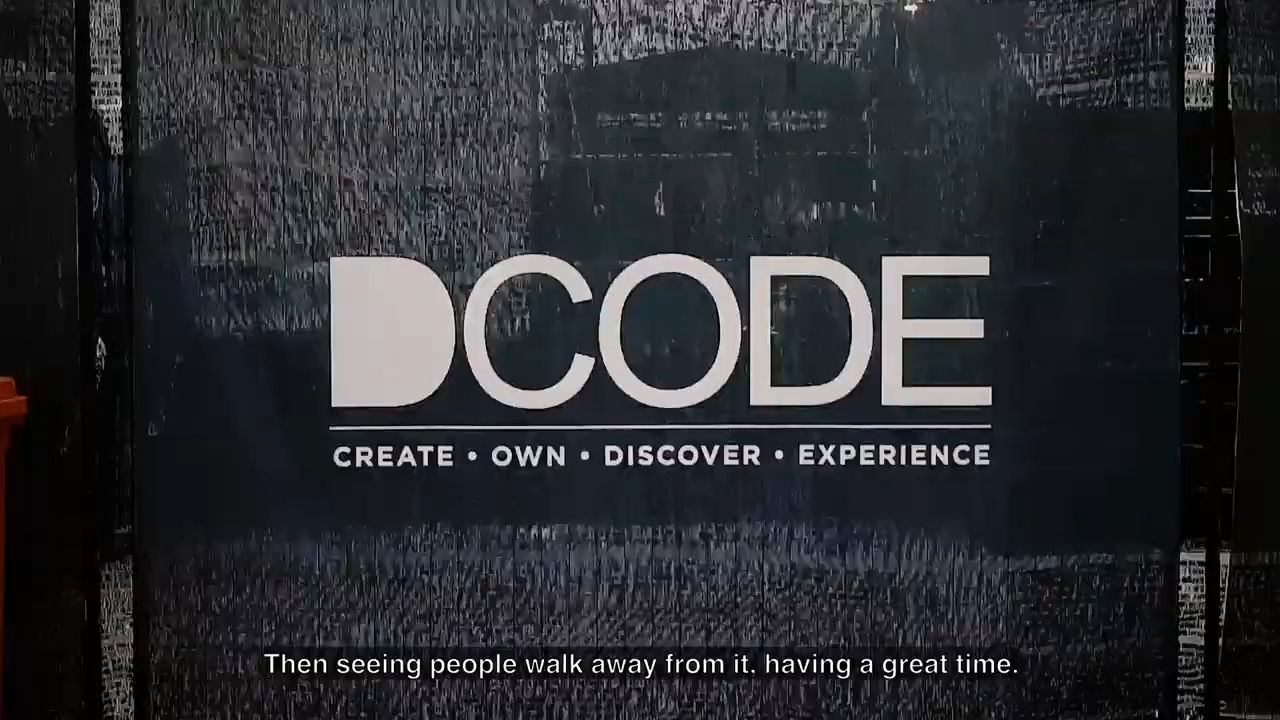 DCODE
CREATE • OWN • DISCOVER • EXPERIENCE
Then seeing people walk away from it, having a great time.